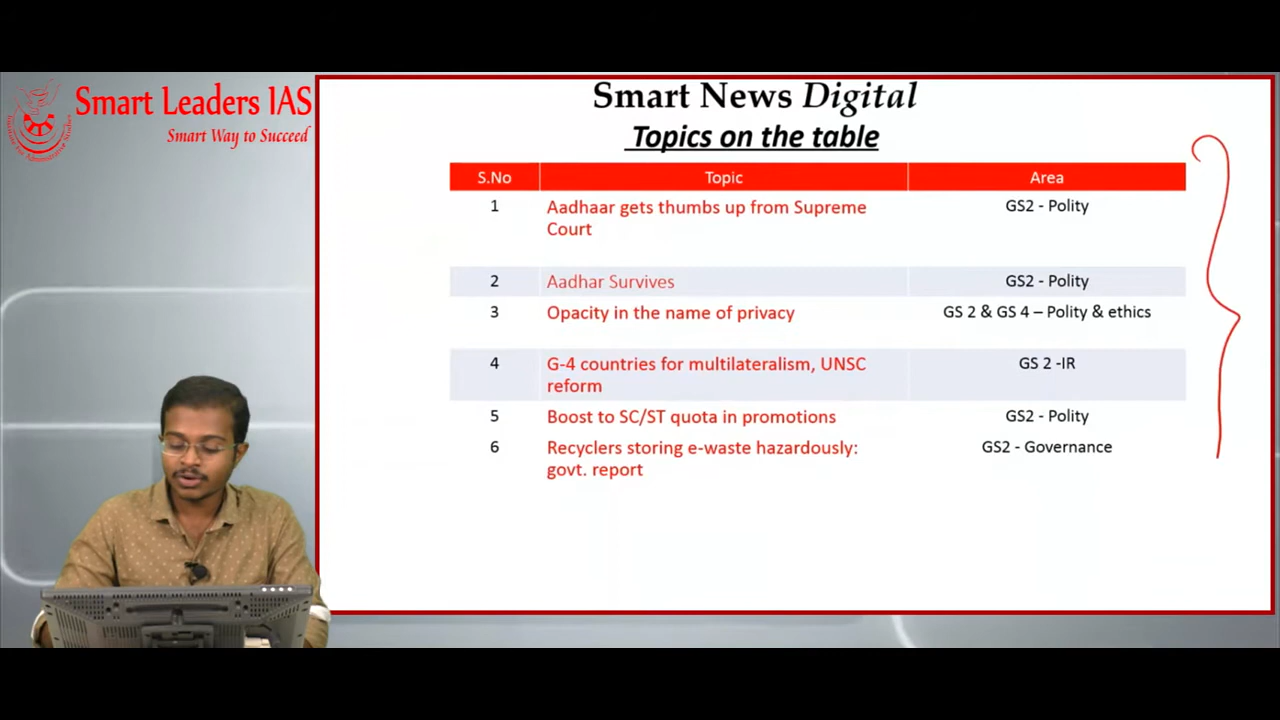 Smart Leaders IAS
Smart Way to Succeed
Smart News Digital
Topics on the table
S.No Topic Area
1 Aadhaar gets thumbs up from Supreme GS2 - Polity
Court
2 Aadhar Survives GS2 - Polity
3 Opacity in the name of privacy GS 2 & GS 4 – Polity & ethics
4 G-4 countries for multilateralism, UNSC GS 2 -IR
reform
5 Boost to SC/ST quota in promotions GS2 - Polity
6 Recyclers storing e-waste hazardously: GS2 - Governance
govt. report